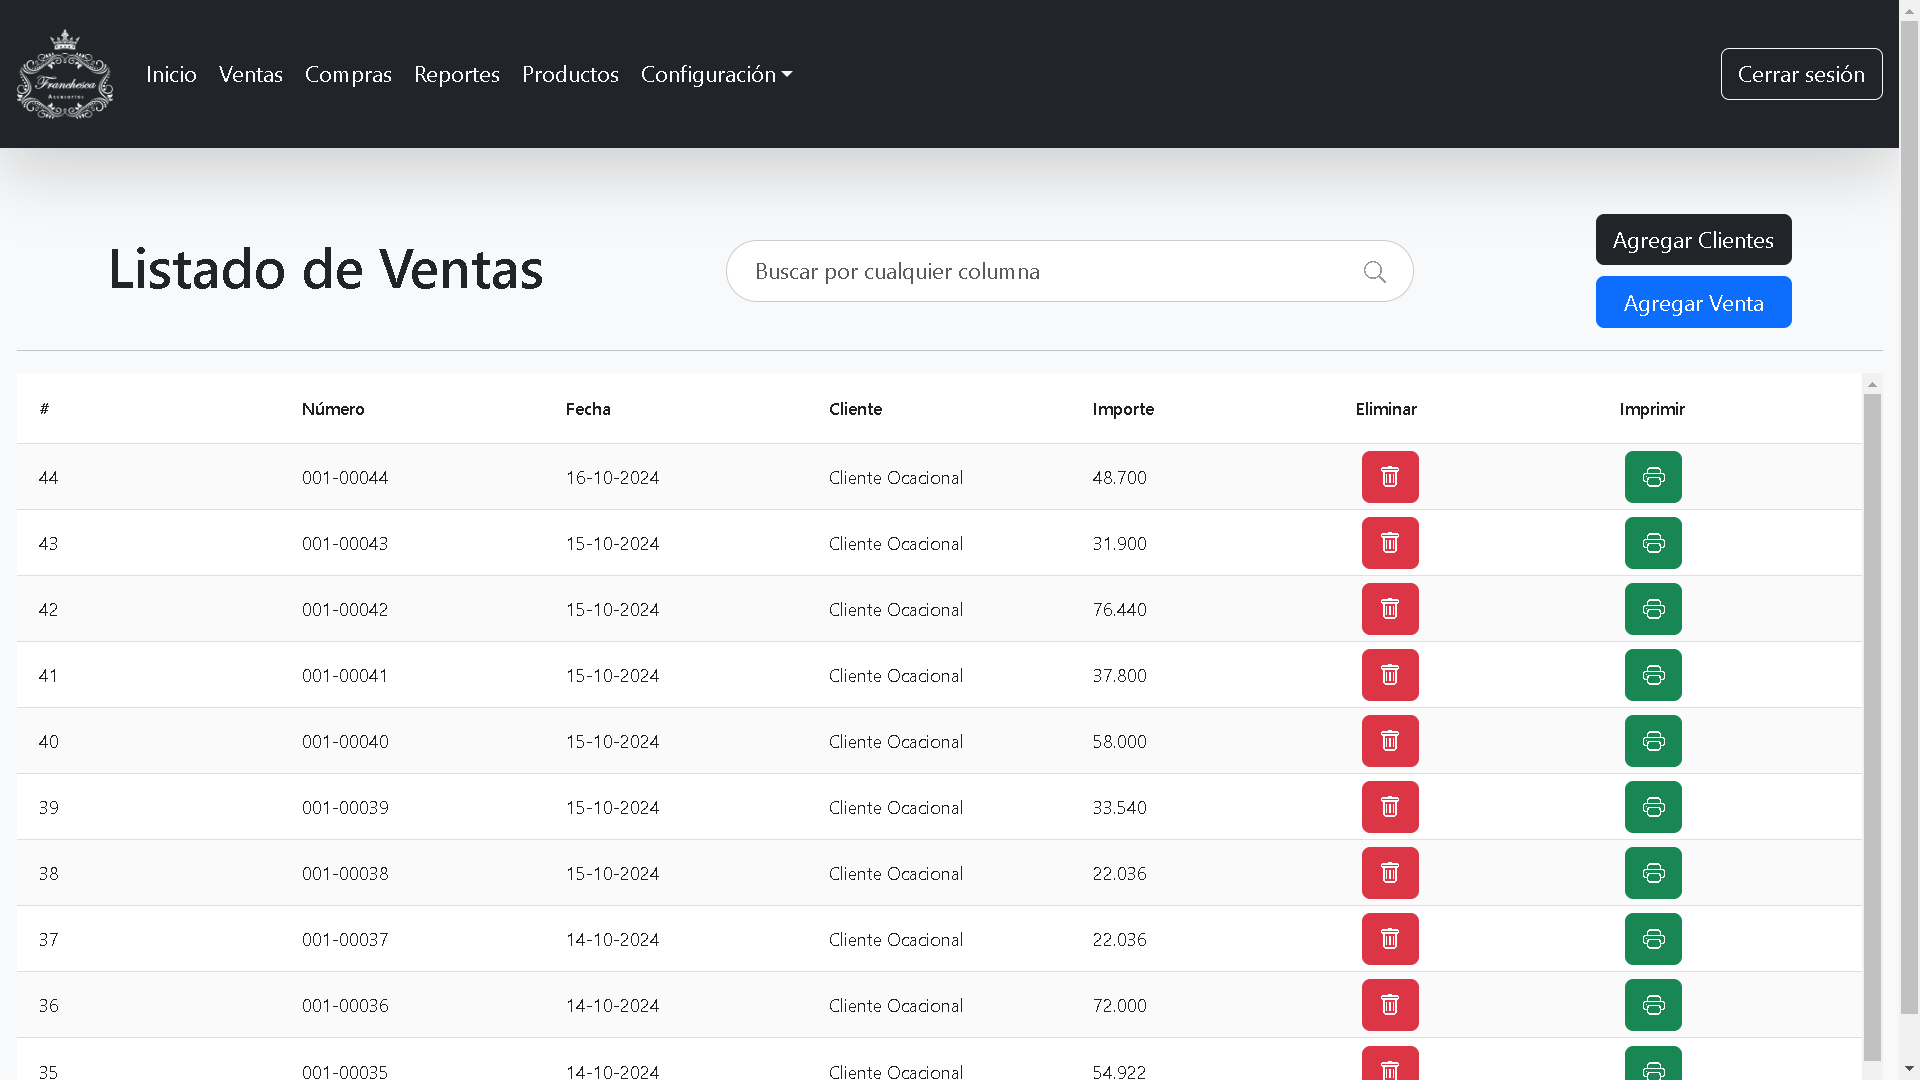 Franchesca
Accesorios
Inicio Ventas Compras Reportes Productos Configuración
Cerrar sesión
Listado de Ventas
Buscar por cualquier columna
Agregar Clientes
Agregar Venta
# Número Fecha Cliente Importe Eliminar Imprimir
44 001-00044 16-10-2024 Cliente Ocacional 48.700
43 001-00043 15-10-2024 Cliente Ocacional 31.900
42 001-00042 15-10-2024 Cliente Ocacional 76.440
41 001-00041 15-10-2024 Cliente Ocacional 37.800
40 001-00040 15-10-2024 Cliente Ocacional 58.000
39 001-00039 15-10-2024 Cliente Ocacional 33.540
38 001-00038 15-10-2024 Cliente Ocacional 22.036
37 001-00037 14-10-2024 Cliente Ocacional 22.036
36 001-00036 14-10-2024 Cliente Ocacional 72.000
35 001-00035 14-10-2024 Cliente Ocacional 54.922